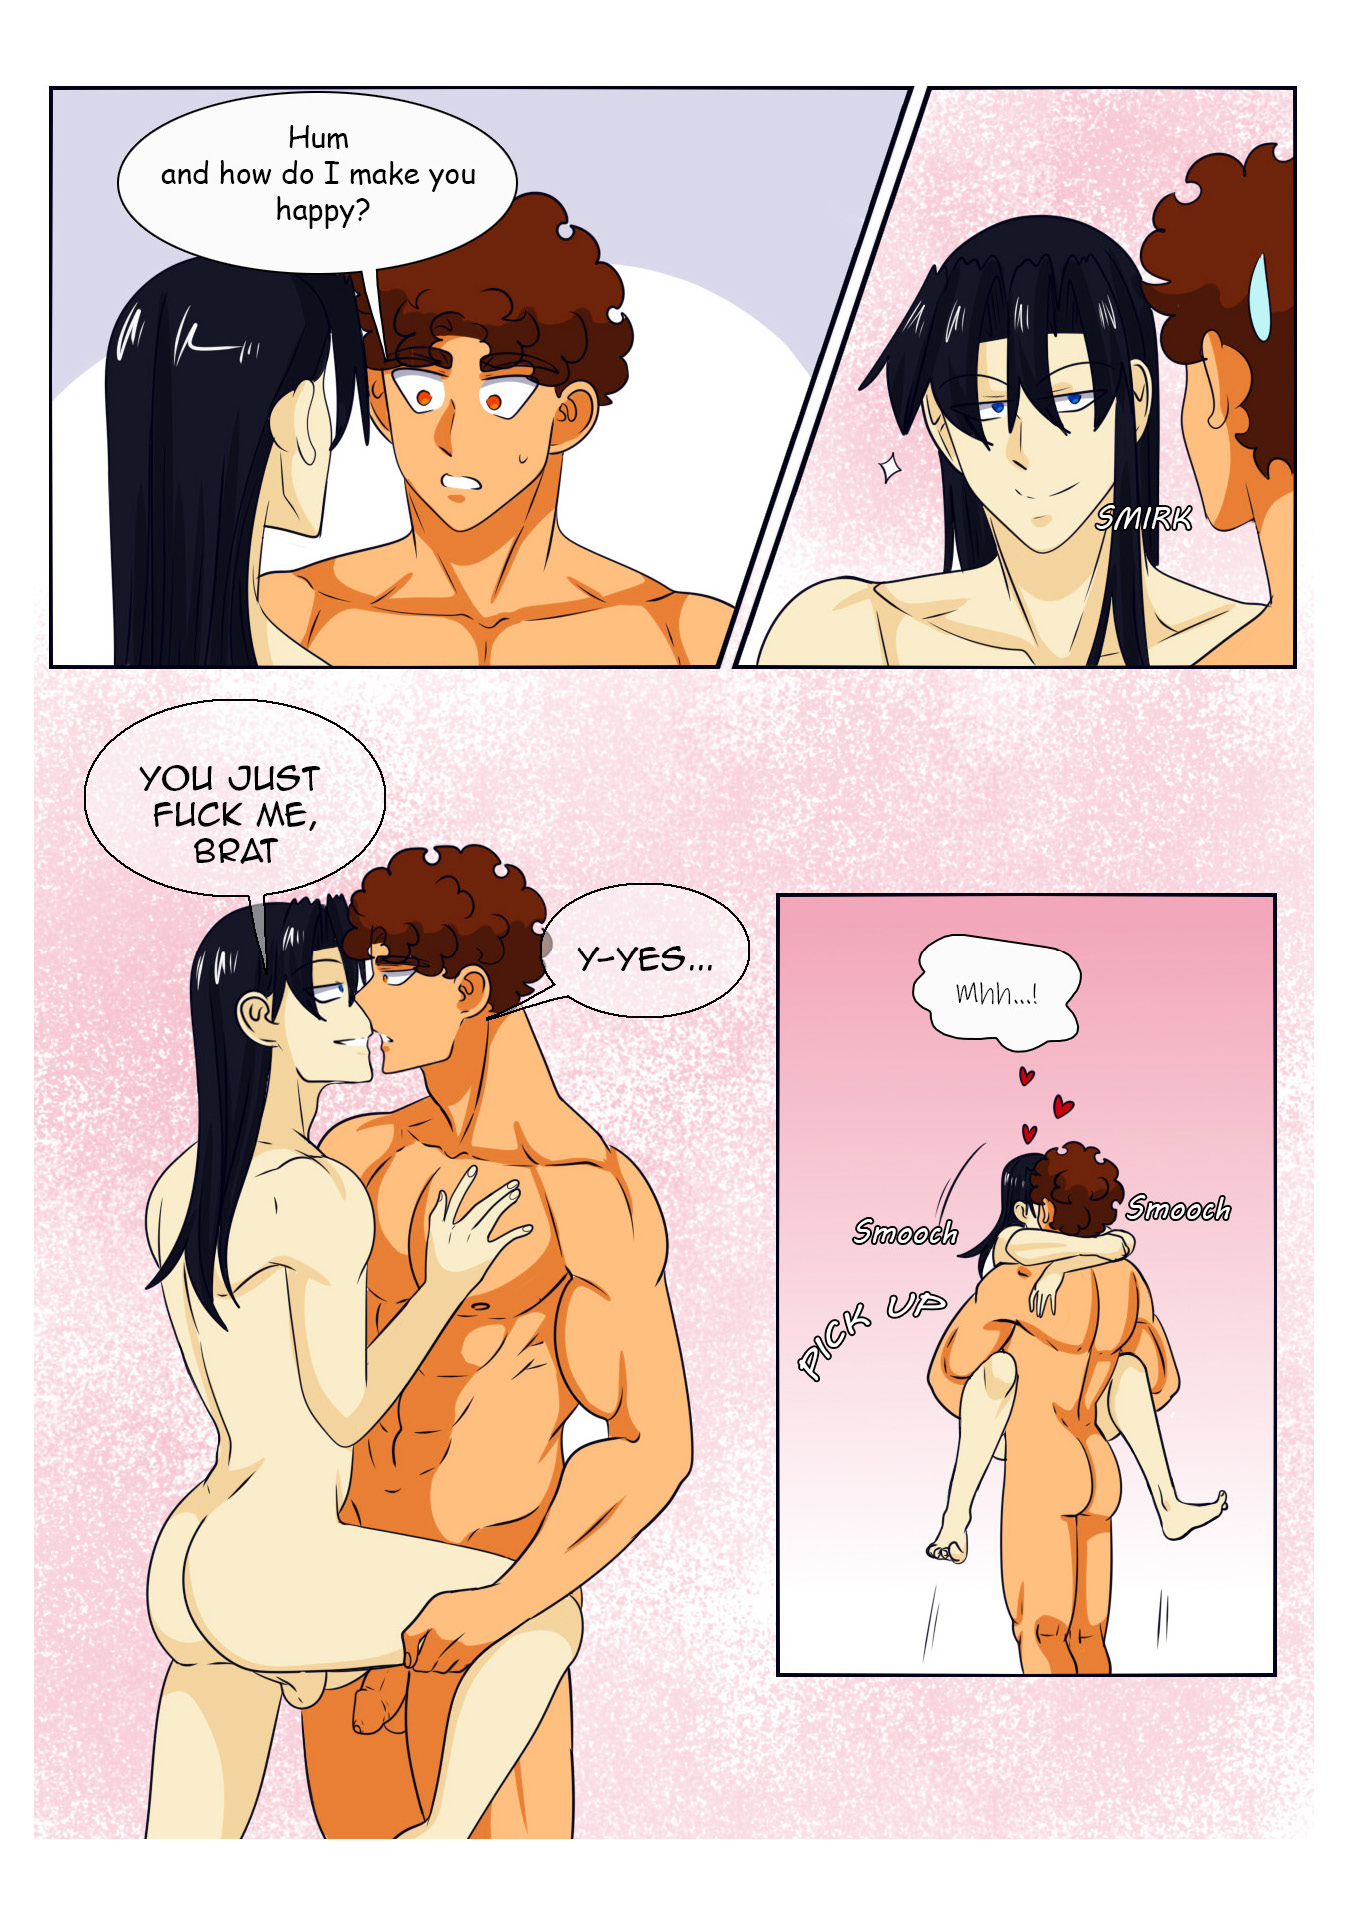 Hum
and how do I make you
happy?
SMIRK
YOU JUST
FUCK ME,
BRAT
Y-YES...
Mhh...!
Smooch
Smooch
PICK UP